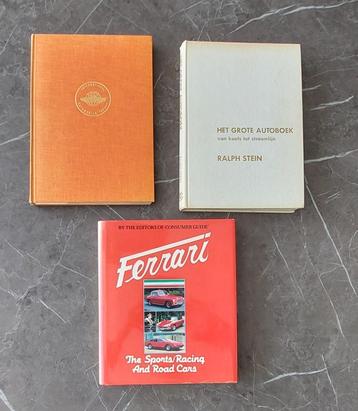 HET GROTE AUTOBOEK
van koets tot stroomlijn
RALPH STEIN
BY THE EDITORS OF CONSUMER GUIDE
Ferrari
The Sports/Racing
And Road Cars